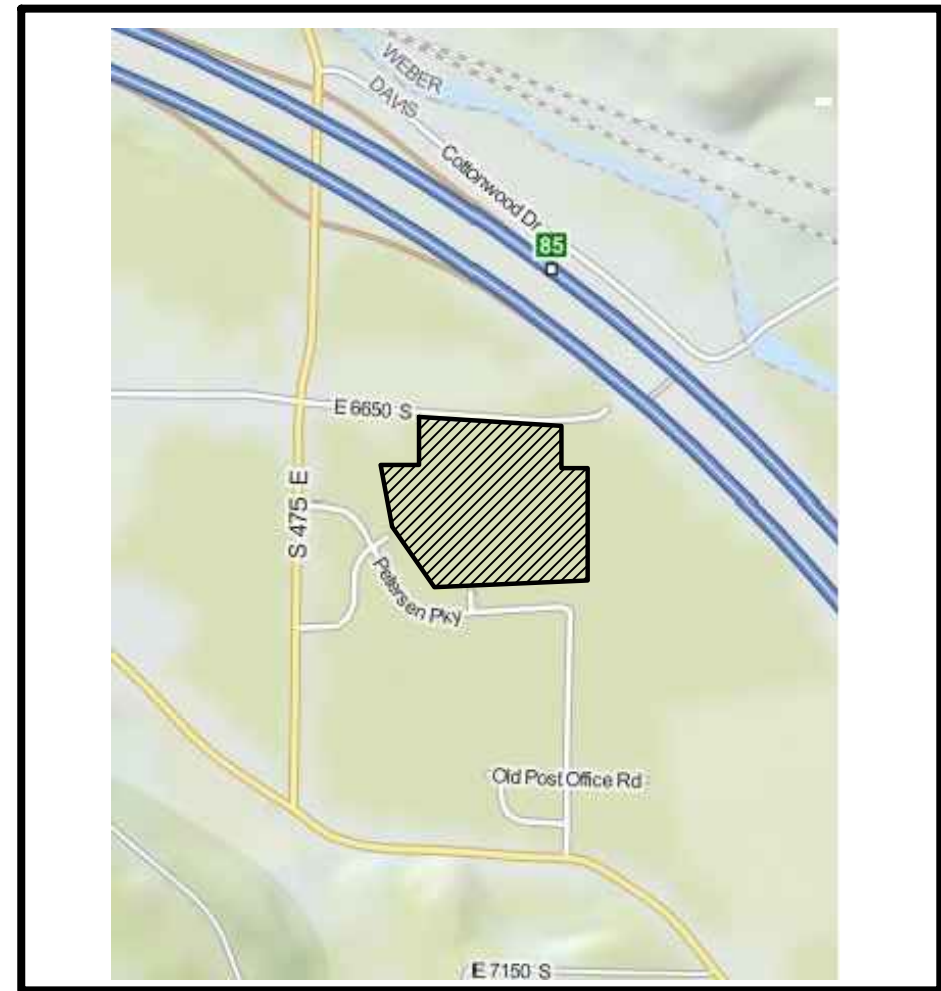 WEBER
DAVIS
Cottonwood Dr
85
E 6650 S
S 475 E
Petersen Pky
Old Post Office Rd
E 7150 S